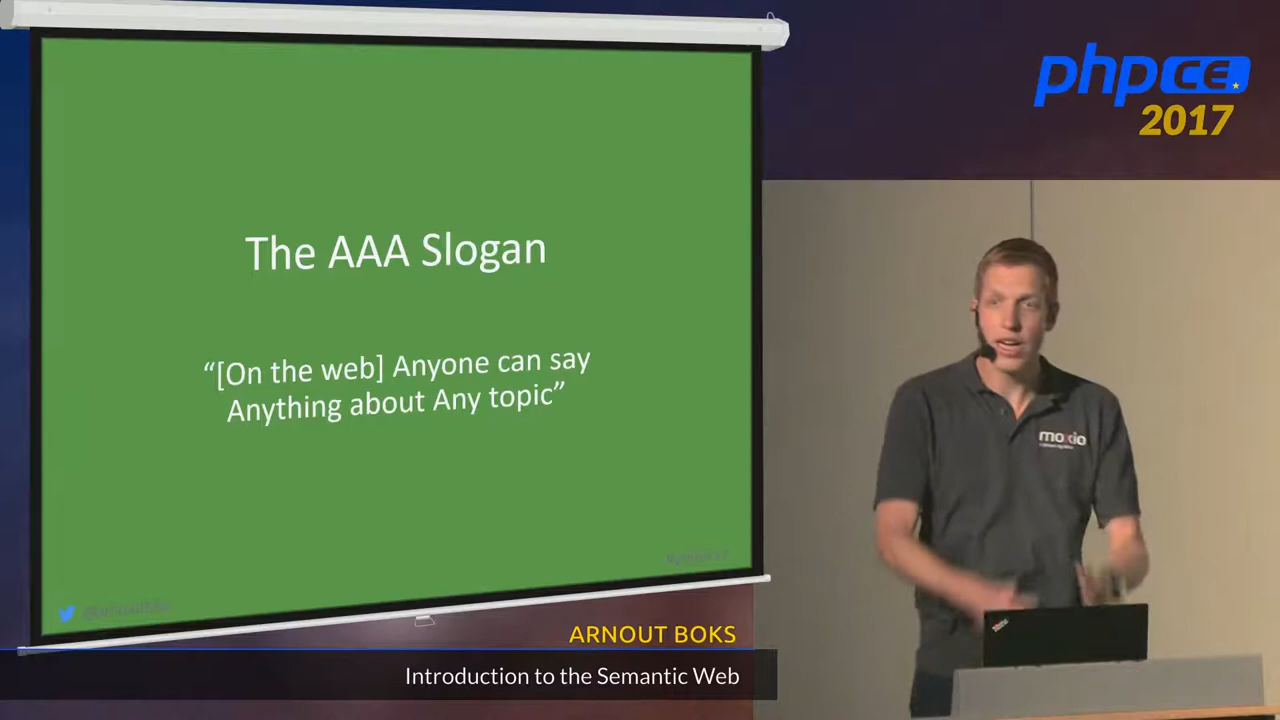 The AAA Slogan
“[On the web] Anyone can say
Anything about Any topic”
phpCE
2017
moxio
ARNOUT BOKS
Introduction to the Semantic Web